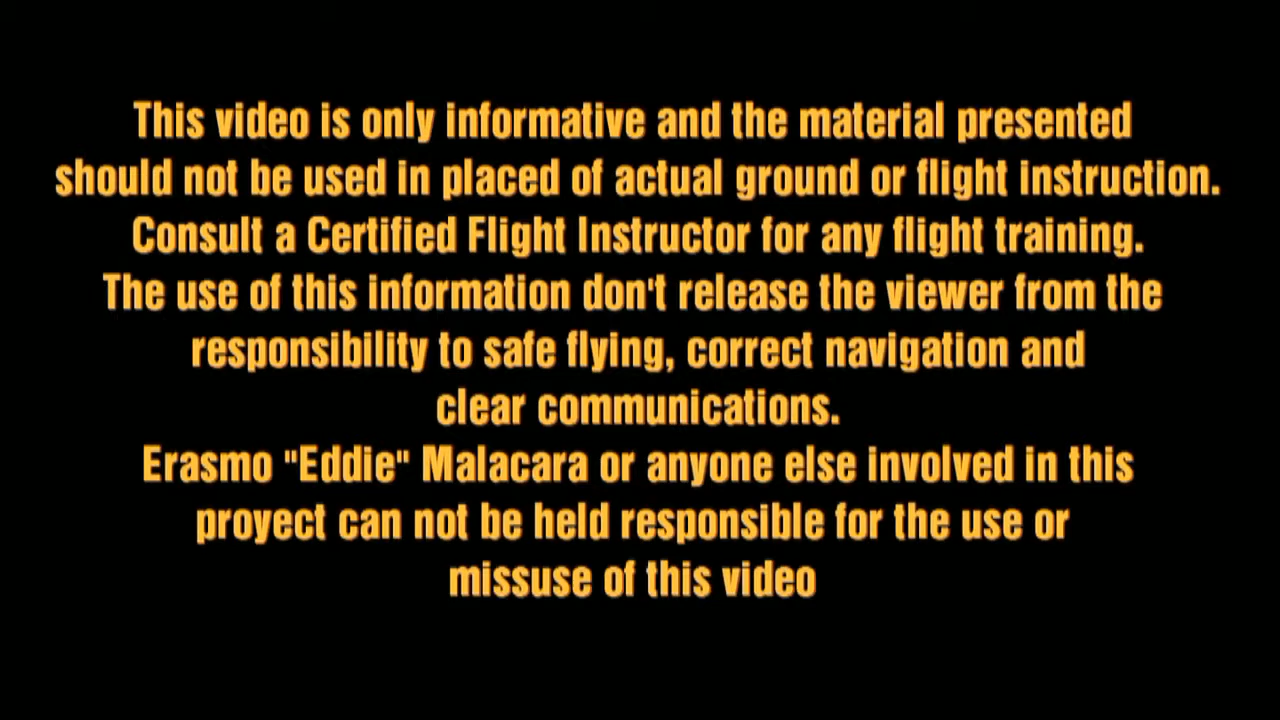 This video is only informative and the material presented
should not be used in placed of actual ground or flight instruction.
Consult a Certified Flight Instructor for any flight training.
The use of this information don't release the viewer from the
responsibility to safe flying, correct navigation and
clear communications.
Erasmo "Eddie" Malacara or anyone else involved in this
proyect can not be held responsible for the use or
missuse of this video